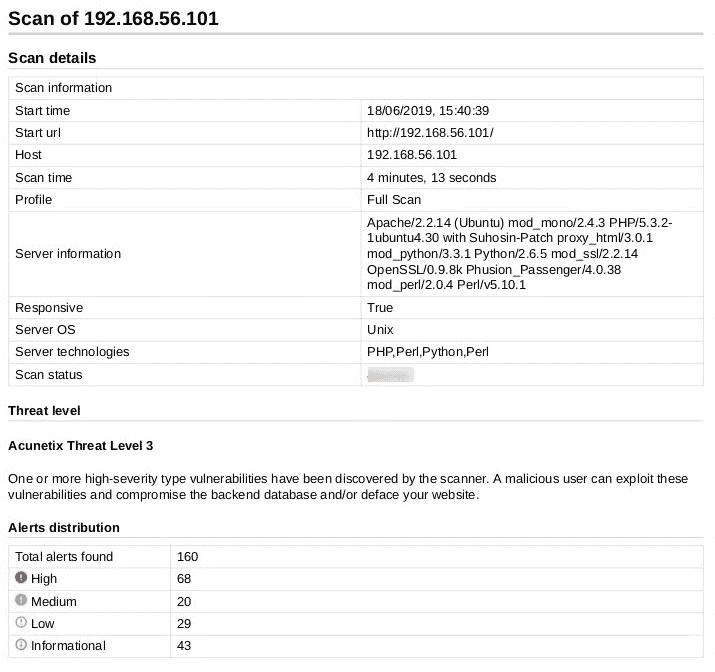 Scan of 192.168.56.101
Scan details
Scan information
Start time 18/06/2019, 15:40:39
Start url http://192.168.56.101/
Host 192.168.56.101
Scan time 4 minutes, 13 seconds
Profile Full Scan
Server information Apache/2.2.14 (Ubuntu) mod_mono/2.4.3 PHP/5.3.2-
1ubuntu4.30 with Suhosin-Patch proxy_html/3.0.1
mod_python/3.3.1 Python/2.6.5 mod_ssl/2.2.14
OpenSSL/0.9.8k Phusion_Passenger/4.0.38
mod_perl/2.0.4 Perl/v5.10.1
Responsive True
Server OS Unix
Server technologies PHP,Perl,Python,Perl
Scan status
Threat level
Acunetix Threat Level 3
One or more high-severity type vulnerabilities have been discovered by the scanner. A malicious user can exploit these
vulnerabilities and compromise the backend database and/or deface your website.
Alerts distribution
Total alerts found 160
High 68
Medium 20
Low 29
Informational 43